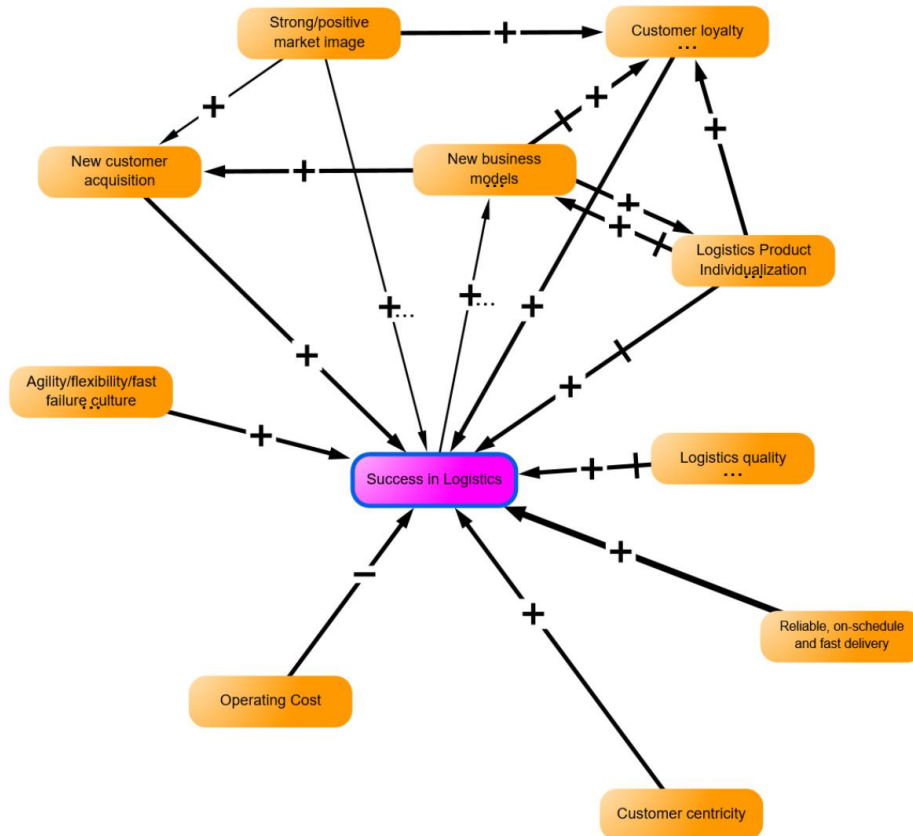 Strong/positive
market image
+
Customer loyalty
...
+
+
New customer
acquisition
+
New business
models
...
+
+
+
Logistics Product
Individualization
...
+...
+...
+
+
+
Agility/flexibility/fast
failure culture
...
+
Success in Logistics
+
Logistics quality
...
−
+
+
Reliable, on-schedule
and fast delivery
Operating Cost
Customer centricity